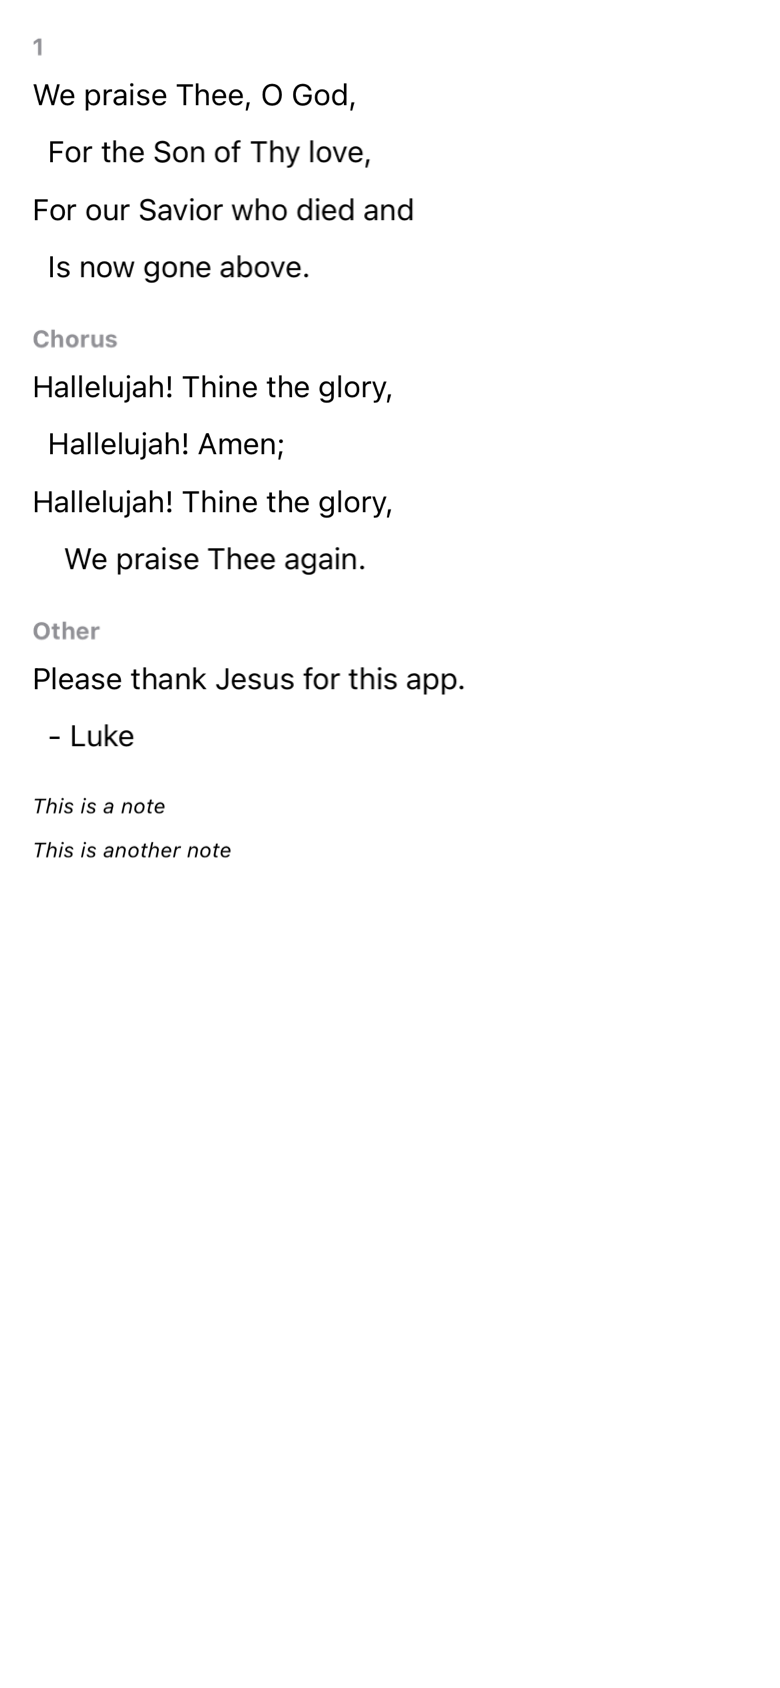 1
We praise Thee, O God,
For the Son of Thy love,
For our Savior who died and
Is now gone above.
Chorus
Hallelujah! Thine the glory,
Hallelujah! Amen;
Hallelujah! Thine the glory,
We praise Thee again.
Other
Please thank Jesus for this app.
- Luke
This is a note
This is another note